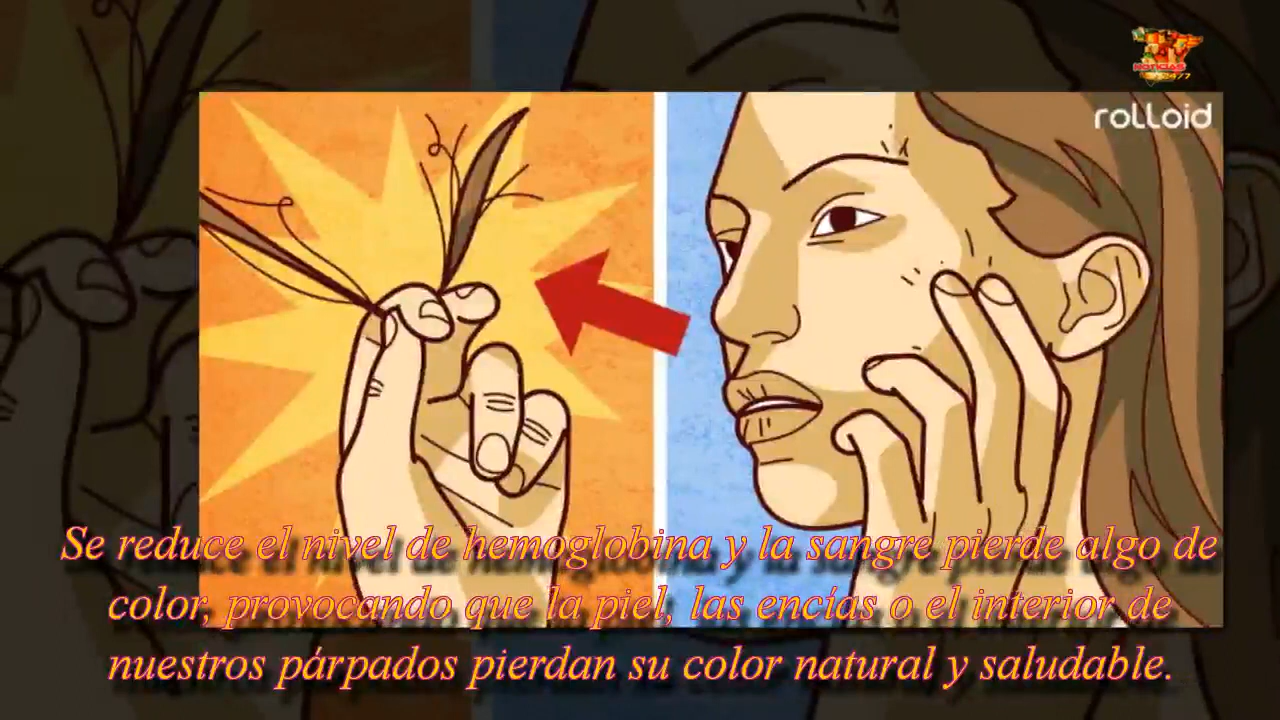 NOTICIAS
rolloid
Se reduce el nivel de hemoglobina y la sangre pierde algo de
color, provocando que la piel, las encías o el interior de
nuestros párpados pierdan su color natural y saludable.